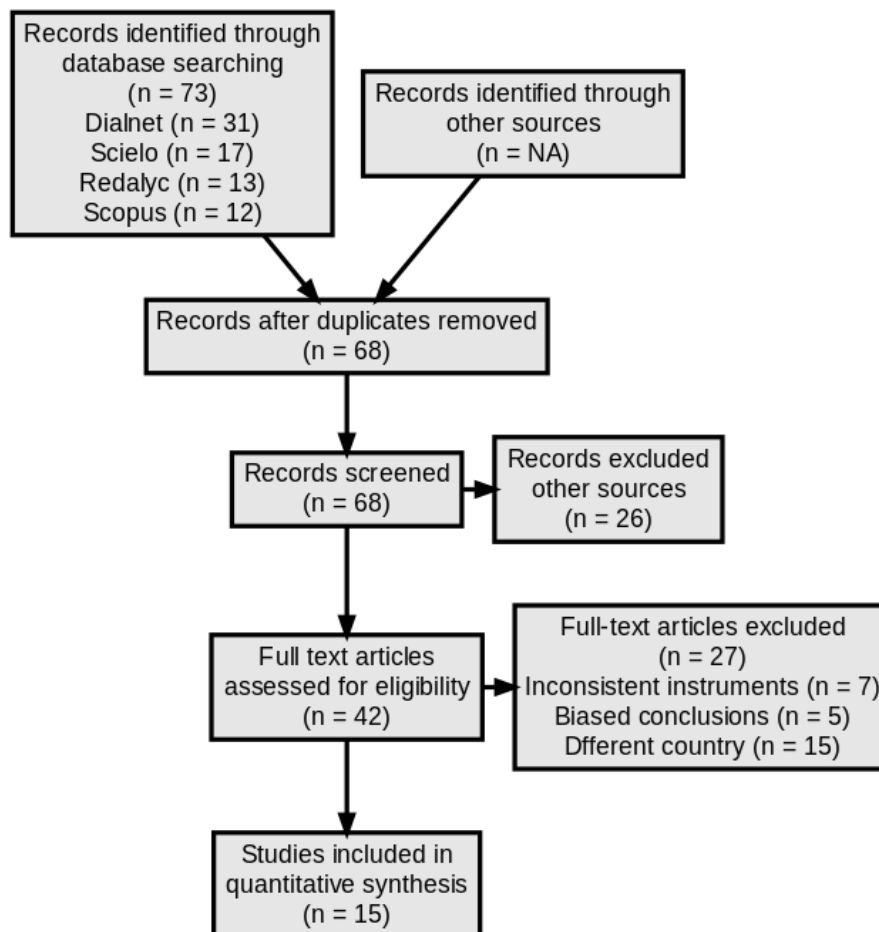 Records identified through
database searching
(n = 73)
Dialnet (n = 31)
Scielo (n = 17)
Redalyc (n = 13)
Scopus (n = 12)
Records identified through
other sources
(n = NA)
Records after duplicates removed
(n = 68)
Records screened
(n = 68)
Records excluded
other sources
(n = 26)
Full text articles
assessed for eligibility
(n = 42)
Full-text articles excluded
(n = 27)
Inconsistent instruments (n = 7)
Biased conclusions (n = 5)
Dfferent country (n = 15)
Studies included in
quantitative synthesis
(n = 15)